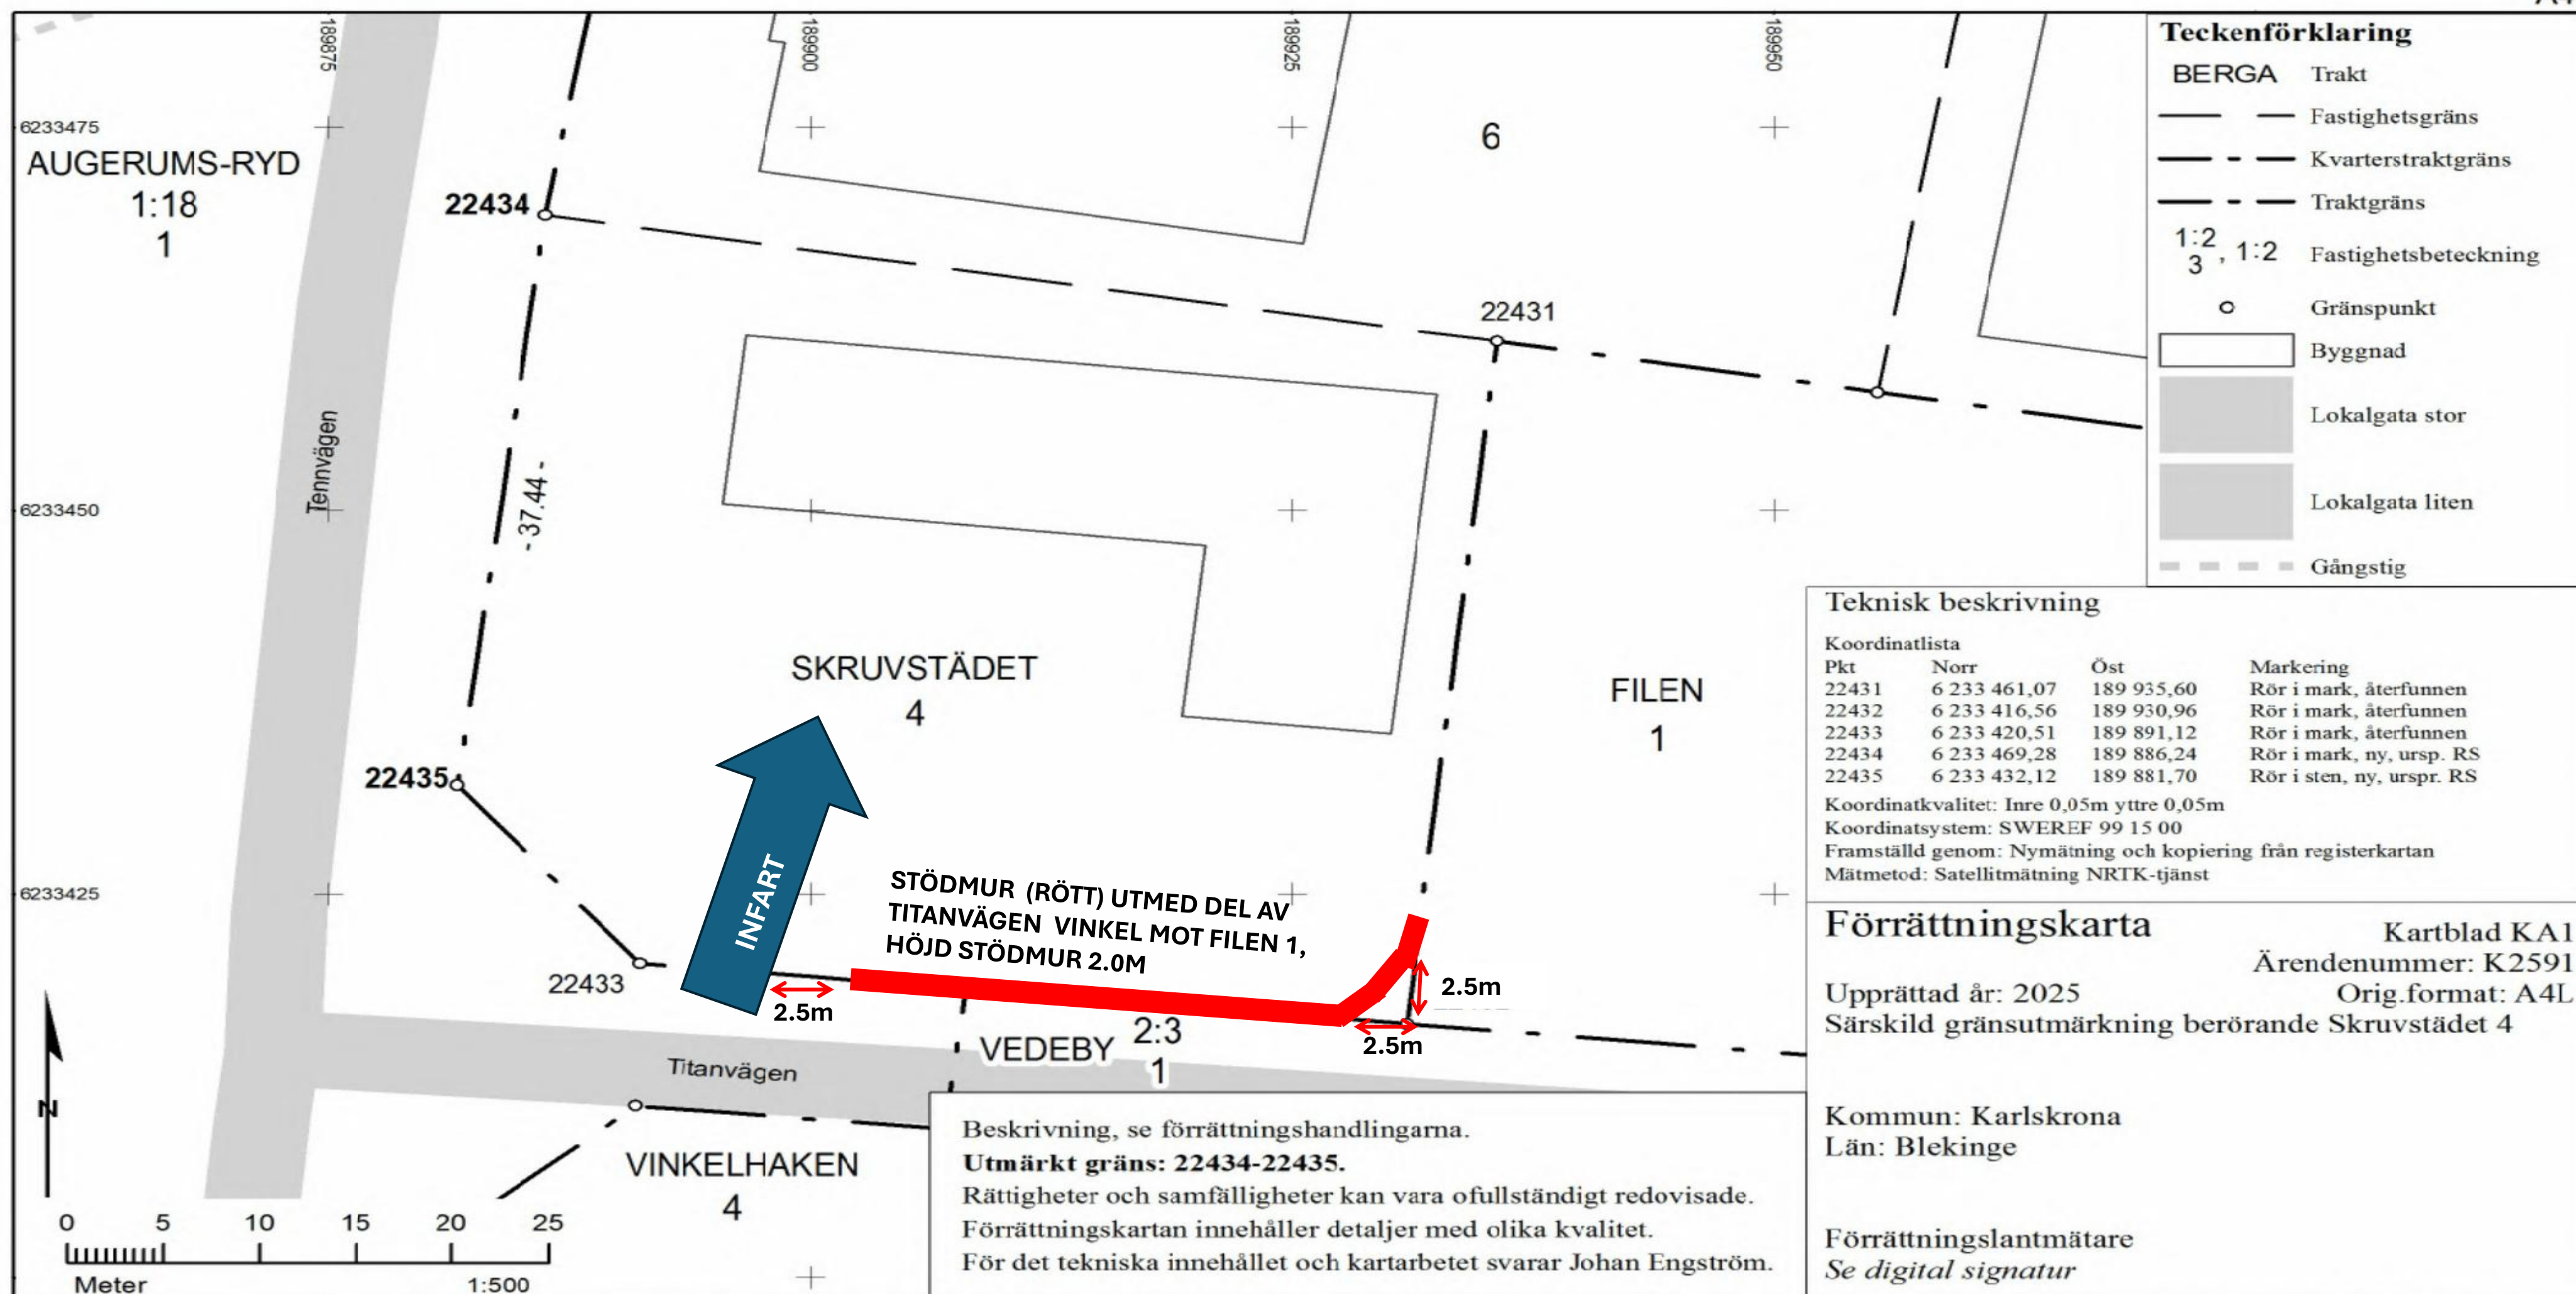 189875
189900
189925
189950
6233475
6233450
6233425
AUGERUMS-RYD
1:18
1
22434
6
22431
Tennvägen
- 37.44 -
SKRUVSTÄDET
4
FILEN
1
22435
INFART
STÖDMUR (RÖTT) UTMED DEL AV
TITANVÄGEN VINKEL MOT FILEN 1,
HÖJD STÖDMUR 2.0M
22433
2.5m
2.5m
2.5m
VEDEBY
2:3
1
Titanvägen
VINKELHAKEN
4
N
0 5 10 15 20 25
Meter
1:500
Beskrivning, se förrättningshandlingarna.
Utmärkt gräns: 22434-22435.
Rättigheter och samfälligheter kan vara ofullständigt redovisade.
Förrättningskartan innehåller detaljer med olika kvalitet.
För det tekniska innehållet och kartarbetet svarar Johan Engström.
Teckenförklaring
BERGA Trakt
Fastighetsgräns
Kvarterstraktgräns
Traktgräns
1:2
3 , 1:2 Fastighetsbeteckning
Gränspunkt
Byggnad
Lokalgata stor
Lokalgata liten
Gångstig
Teknisk beskrivning
Koordinatlista
Pkt Norr Öst Markering
22431 6 233 461,07 189 935,60 Rör i mark, återfunnen
22432 6 233 416,56 189 930,96 Rör i mark, återfunnen
22433 6 233 420,51 189 891,12 Rör i mark, återfunnen
22434 6 233 469,28 189 886,24 Rör i mark, ny, ursp. RS
22435 6 233 432,12 189 881,70 Rör i sten, ny, urspr. RS
Koordinatkvalitet: Inre 0,05m yttre 0,05m
Koordinatsystem: SWEREF 99 15 00
Framställd genom: Nymätning och kopiering från registerkartan
Mätmetod: Satellitmätning NRTK-tjänst
Förrättningskarta
Kartblad KA1
Ärendenummer: K2591
Upprättad år: 2025 Orig.format: A4L
Särskild gränsutmärkning berörande Skruvstädet 4
Kommun: Karlskrona
Län: Blekinge
Förrättningslantmätare
Se digital signatur